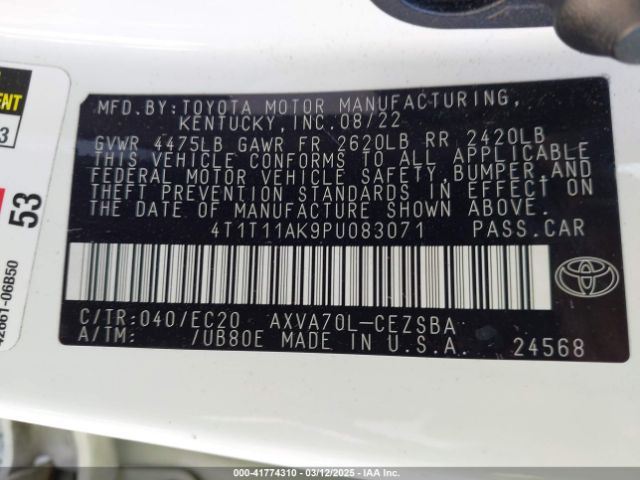 MFD.BY:TOYOTA MOTOR MANUFACTURING,
KENTUCKY,INC.08/22
GVWR 4475LB GAWR FR 2620LB RR 2420LB
THIS VEHICLE CONFORMS TO ALL APPLICABLE
FEDERAL MOTOR VEHICLE SAFETY,BUMPER,AND
THEFT PREVENTION STANDARDS IN EFFECT ON
THE DATE OF MANUFACTURE SHOWN ABOVE.
4T1T11AK9PU083071 PASS.CAR
C/TR:040/EC20 AXVA70L-CEZSBA
A/TM: /UB80E MADE IN U.S.A. 24568
53
42661-06B50
000-41774310 - 03/12/2025 - IAA Inc.